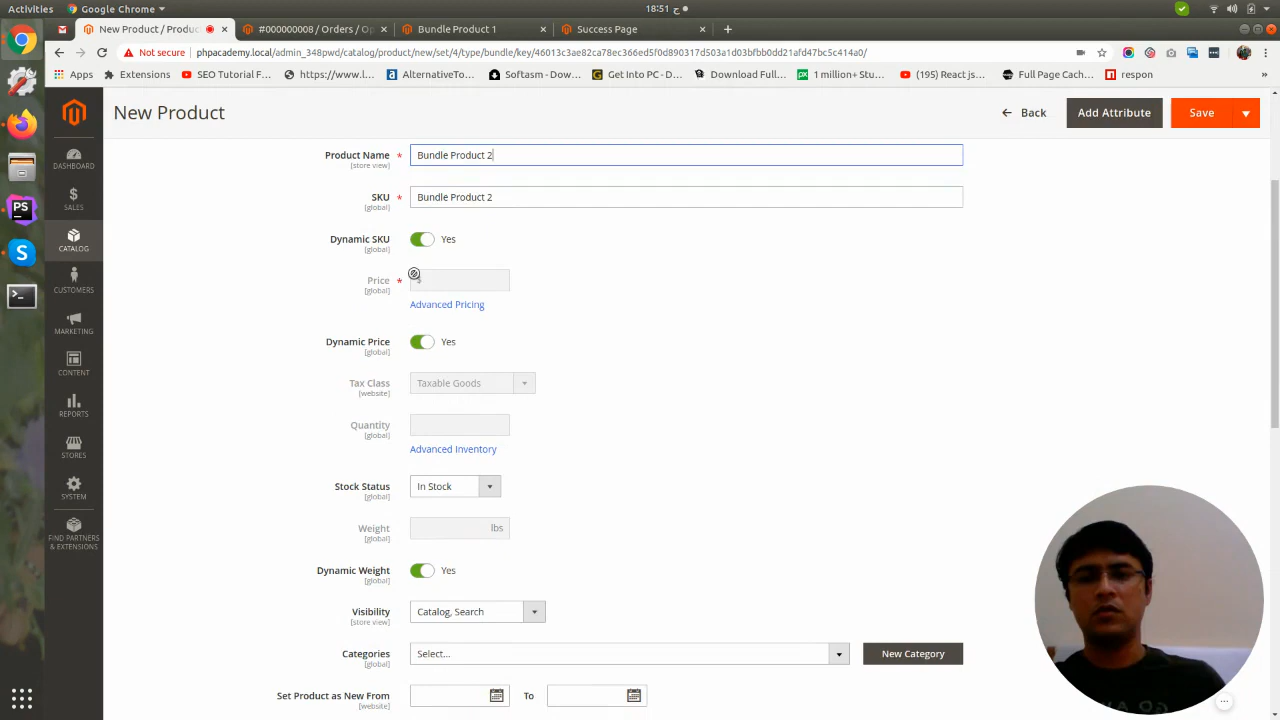 Activities
Google Chrome
18:51 ح
New Product / Produc
#000000008 / Orders / Op
Bundle Product 1
Success Page
Not secure
phpacademy.local/admin_348pwd/catalog/product/new/set/4/type/bundle/key/46013c3ae82ca78ec366ed5f0d890317d503a1d03bfbb0dd21afd47bc5c414a0/
Apps
Extensions
SEO Tutorial F...
https://www.l...
AlternativeTo...
Softasm - Dow...
Get Into PC - D...
Download Full...
1 million+ Stu...
(195) React js...
Full Page Cach...
respon
»
New Product
Back
Add Attribute
Save
DASHBOARD
SALES
CATALOG
CUSTOMERS
MARKETING
CONTENT
REPORTS
STORES
SYSTEM
FIND PARTNERS
& EXTENSIONS
Product Name *
[store view]
Bundle Product 2
SKU *
[global]
Bundle Product 2
Dynamic SKU
[global]
Yes
Price *
[global]
Advanced Pricing
Dynamic Price
[global]
Yes
Tax Class
[website]
Taxable Goods
Quantity
[global]
Advanced Inventory
Stock Status
[global]
In Stock
Weight
[global]
lbs
Dynamic Weight
[global]
Yes
Visibility
[store view]
Catalog, Search
Categories
[global]
Select...
New Category
Set Product as New From
[website]
To